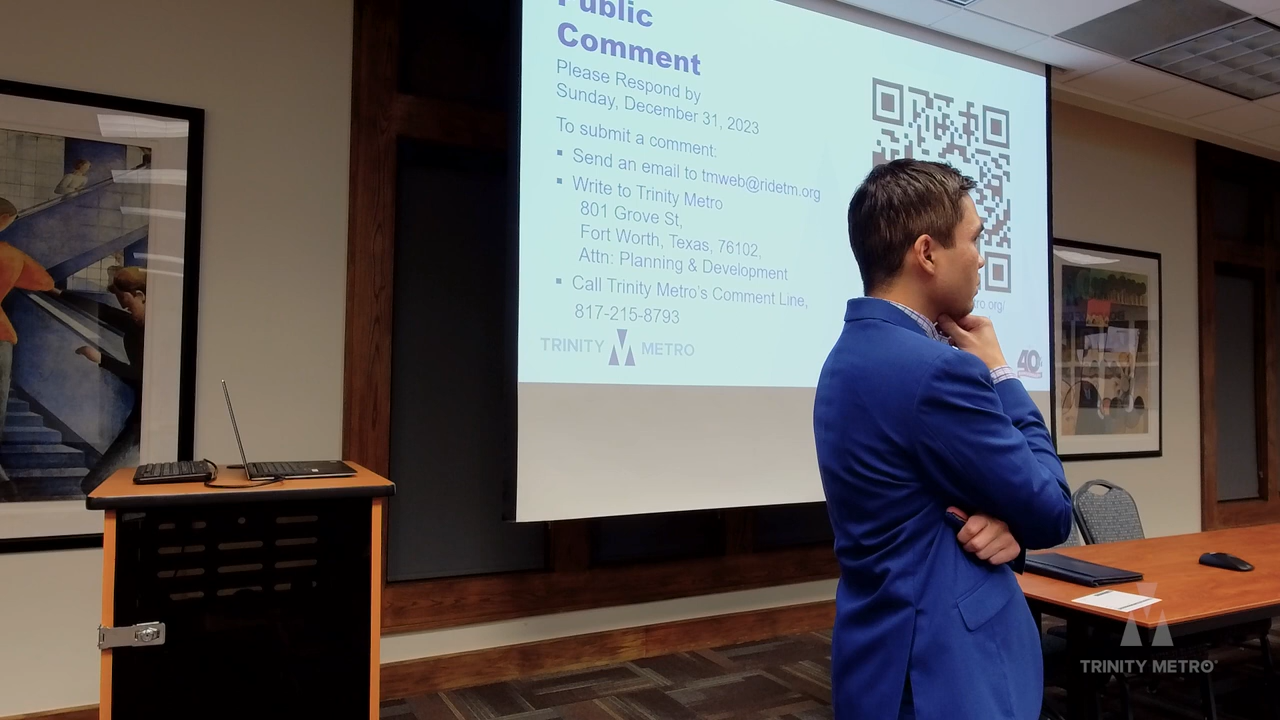 Public
Comment
Please Respond by
Sunday, December 31, 2023
To submit a comment:
▪ Send an email to tmweb@ridetm.org
▪ Write to Trinity Metro
801 Grove St,
Fort Worth, Texas, 76102,
Attn: Planning & Development
▪ Call Trinity Metro's Comment Line,
817-215-8793
TRINITY METRO
40
TRINITY METRO